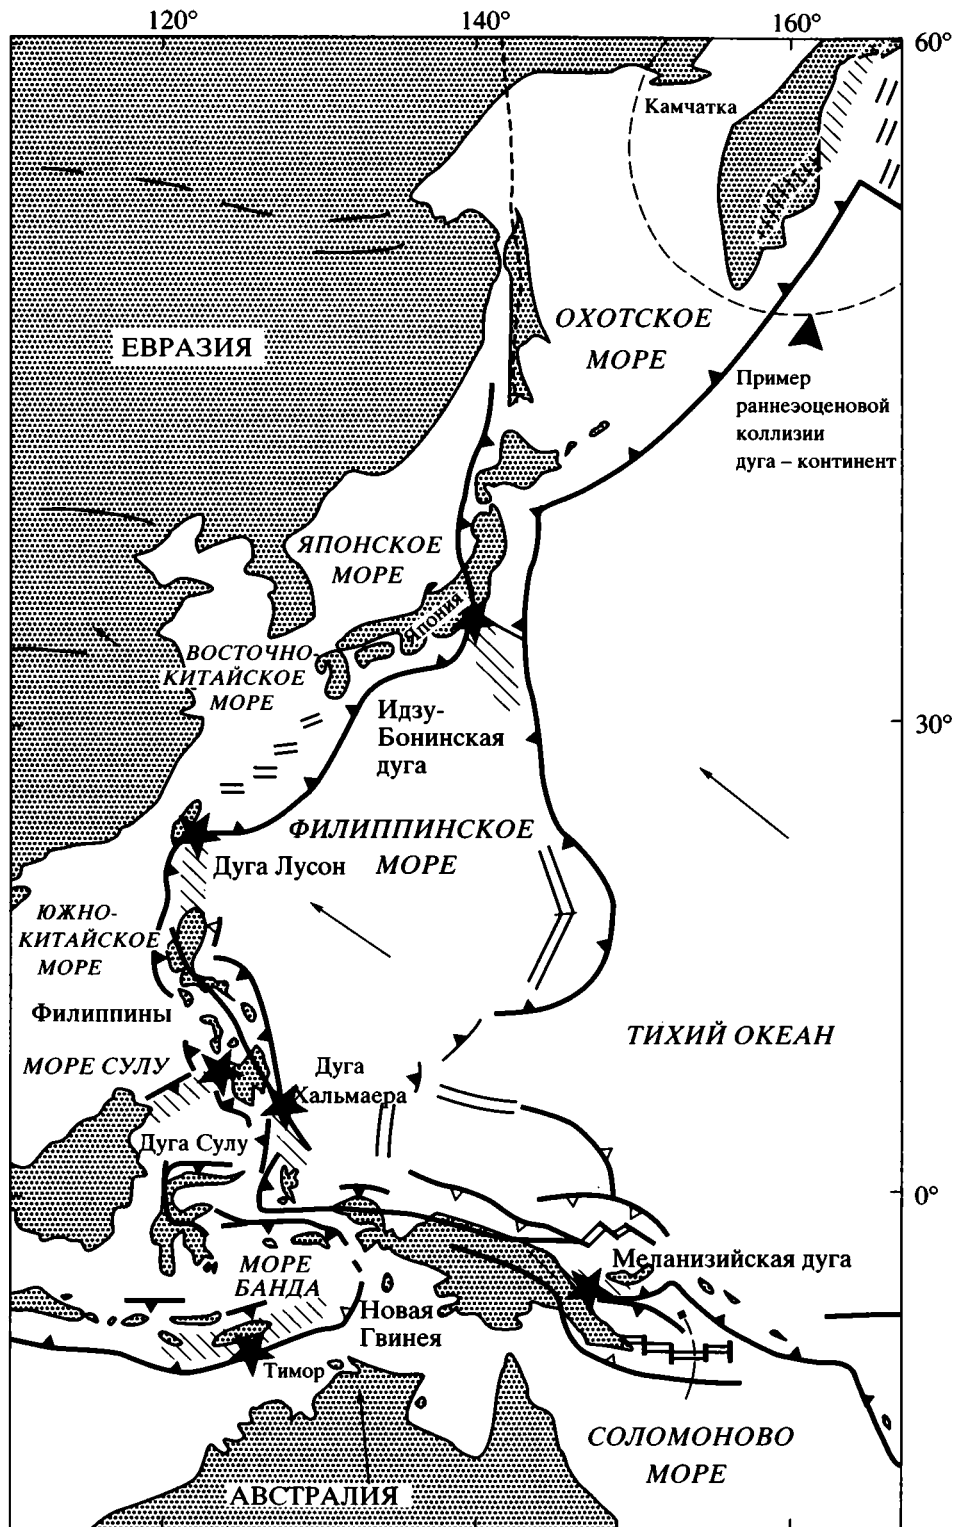 120°
140°
160°
60°
Камчатка
ОХОТСКОЕ
МОРЕ
ЕВРАЗИЯ
Пример
раннеэоценовой
коллизии
дуга – континент
ЯПОНСКОЕ
МОРЕ
Япония
ВОСТОЧНО-
КИТАЙСКОЕ
МОРЕ
Идзу-
Бонинская
дуга
30°
ФИЛИППИНСКОЕ
МОРЕ
Дуга Лусон
ЮЖНО-
КИТАЙСКОЕ
МОРЕ
Филиппины
ТИХИЙ ОКЕАН
МОРЕ СУЛУ
Дуга
Хальмаера
Дуга Сулу
0°
МОРЕ
БАНДА
Меланизийская дуга
Новая
Гвинея
Тимор
СОЛОМОНОВО
МОРЕ
АВСТРАЛИЯ